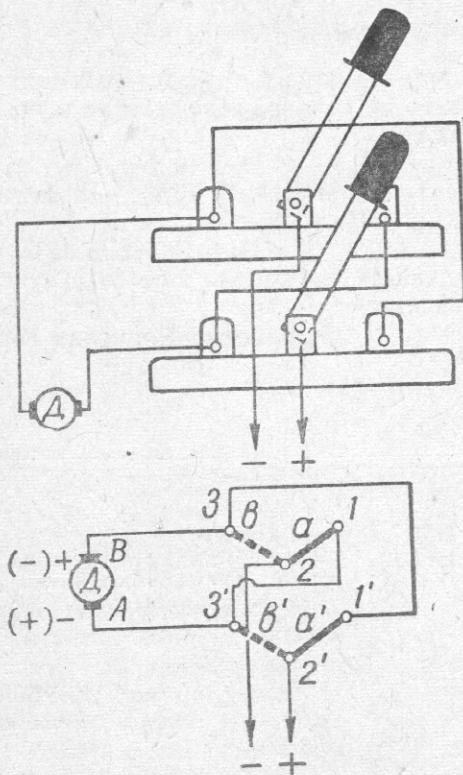 Д
- +
3 в а 1
(-)+ В
2
Д
(+)- А
3' в' а' 1'
2'
- +